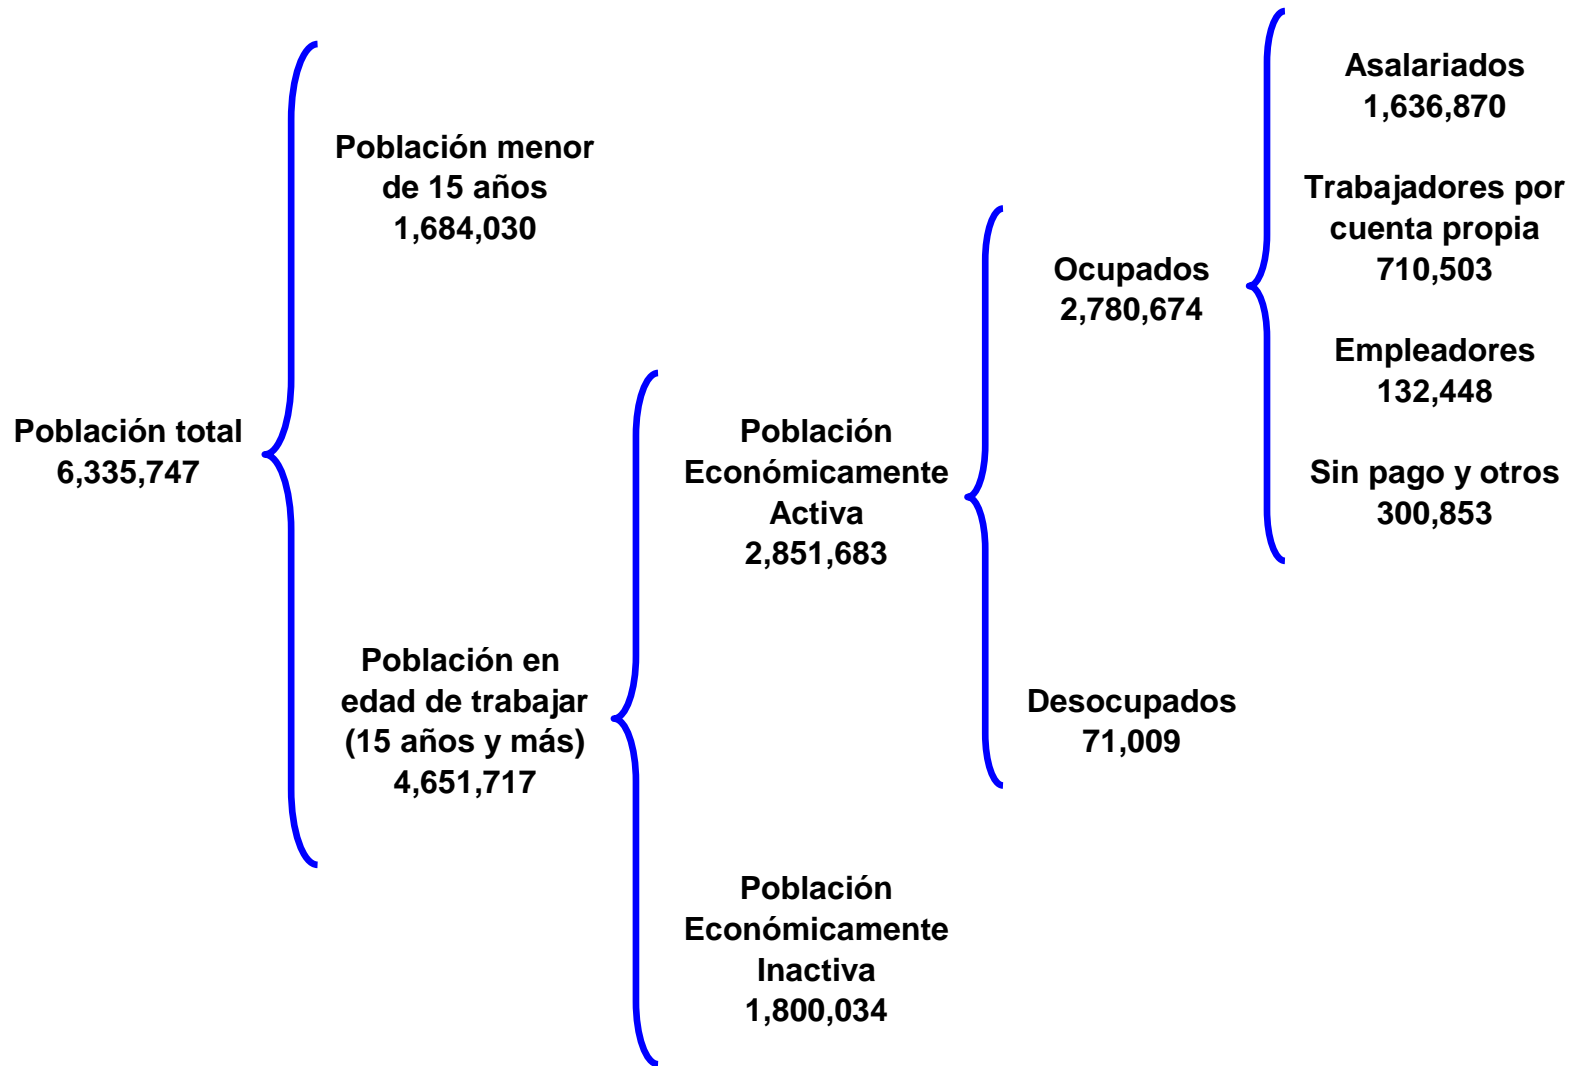 Población total
6,335,747
Población menor
de 15 años
1,684,030
Población en
edad de trabajar
(15 años y más)
4,651,717
Población
Económicamente
Activa
2,851,683
Población
Económicamente
Inactiva
1,800,034
Ocupados
2,780,674
Desocupados
71,009
Asalariados
1,636,870
Trabajadores por
cuenta propia
710,503
Empleadores
132,448
Sin pago y otros
300,853